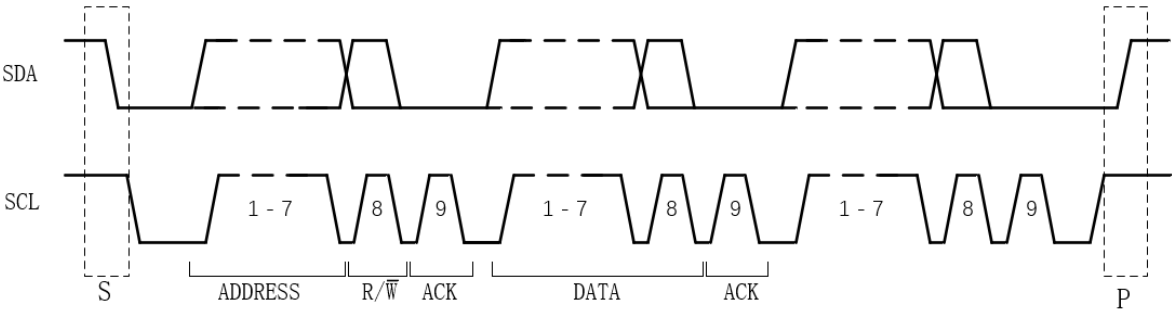 SDA
SCL
1-7 8 9 1-7 8 9 1-7 8 9
S ADDRESS R/W̅ ACK DATA ACK P